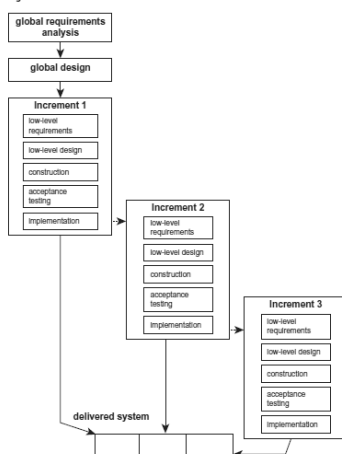 global requirements
analysis
global design
Increment 1
low-level
requirements
low-level design
construction
acceptance
testing
implementation
Increment 2
low-level
requirements
low-level design
construction
acceptance
testing
implementation
Increment 3
low-level
requirements
low-level design
construction
acceptance
testing
implementation
delivered system